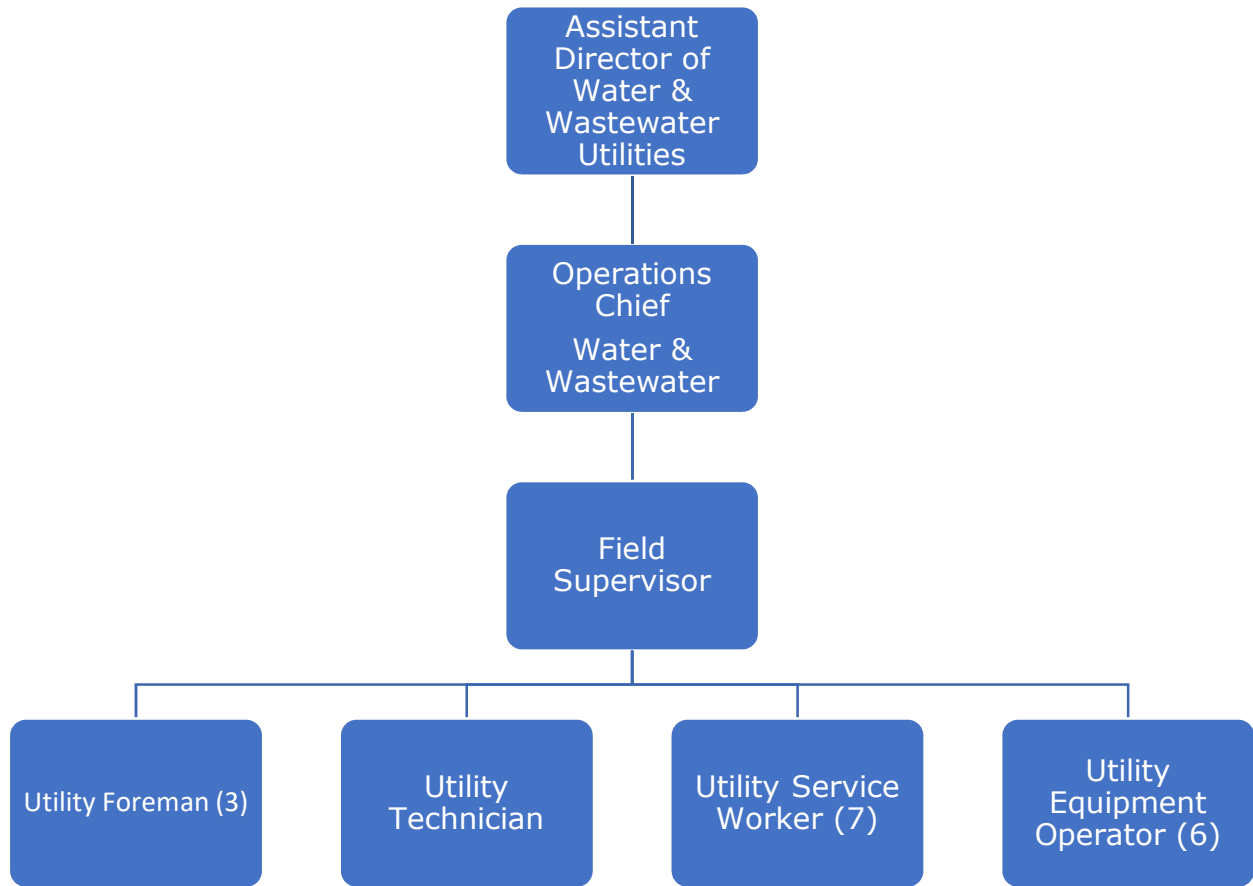 Assistant
Director of
Water &
Wastewater
Utilities
Operations
Chief
Water &
Wastewater
Field
Supervisor
Utility Foreman (3)
Utility
Technician
Utility Service
Worker (7)
Utility
Equipment
Operator (6)